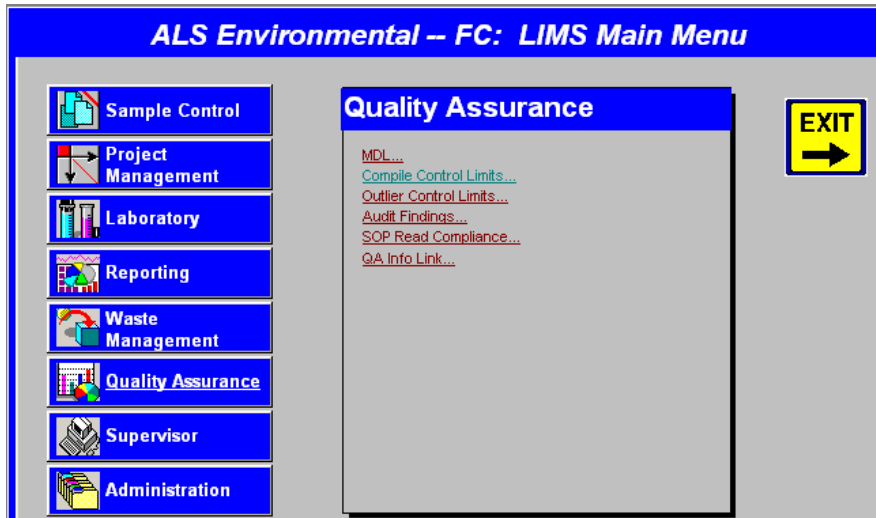 ALS Environmental -- FC: LIMS Main Menu
Sample Control
Project
Management
Laboratory
Reporting
Waste
Management
Quality Assurance
Supervisor
Administration
Quality Assurance
MDL...
Compile Control Limits...
Outlier Control Limits...
Audit Findings...
SOP Read Compliance...
QA Info Link...
EXIT